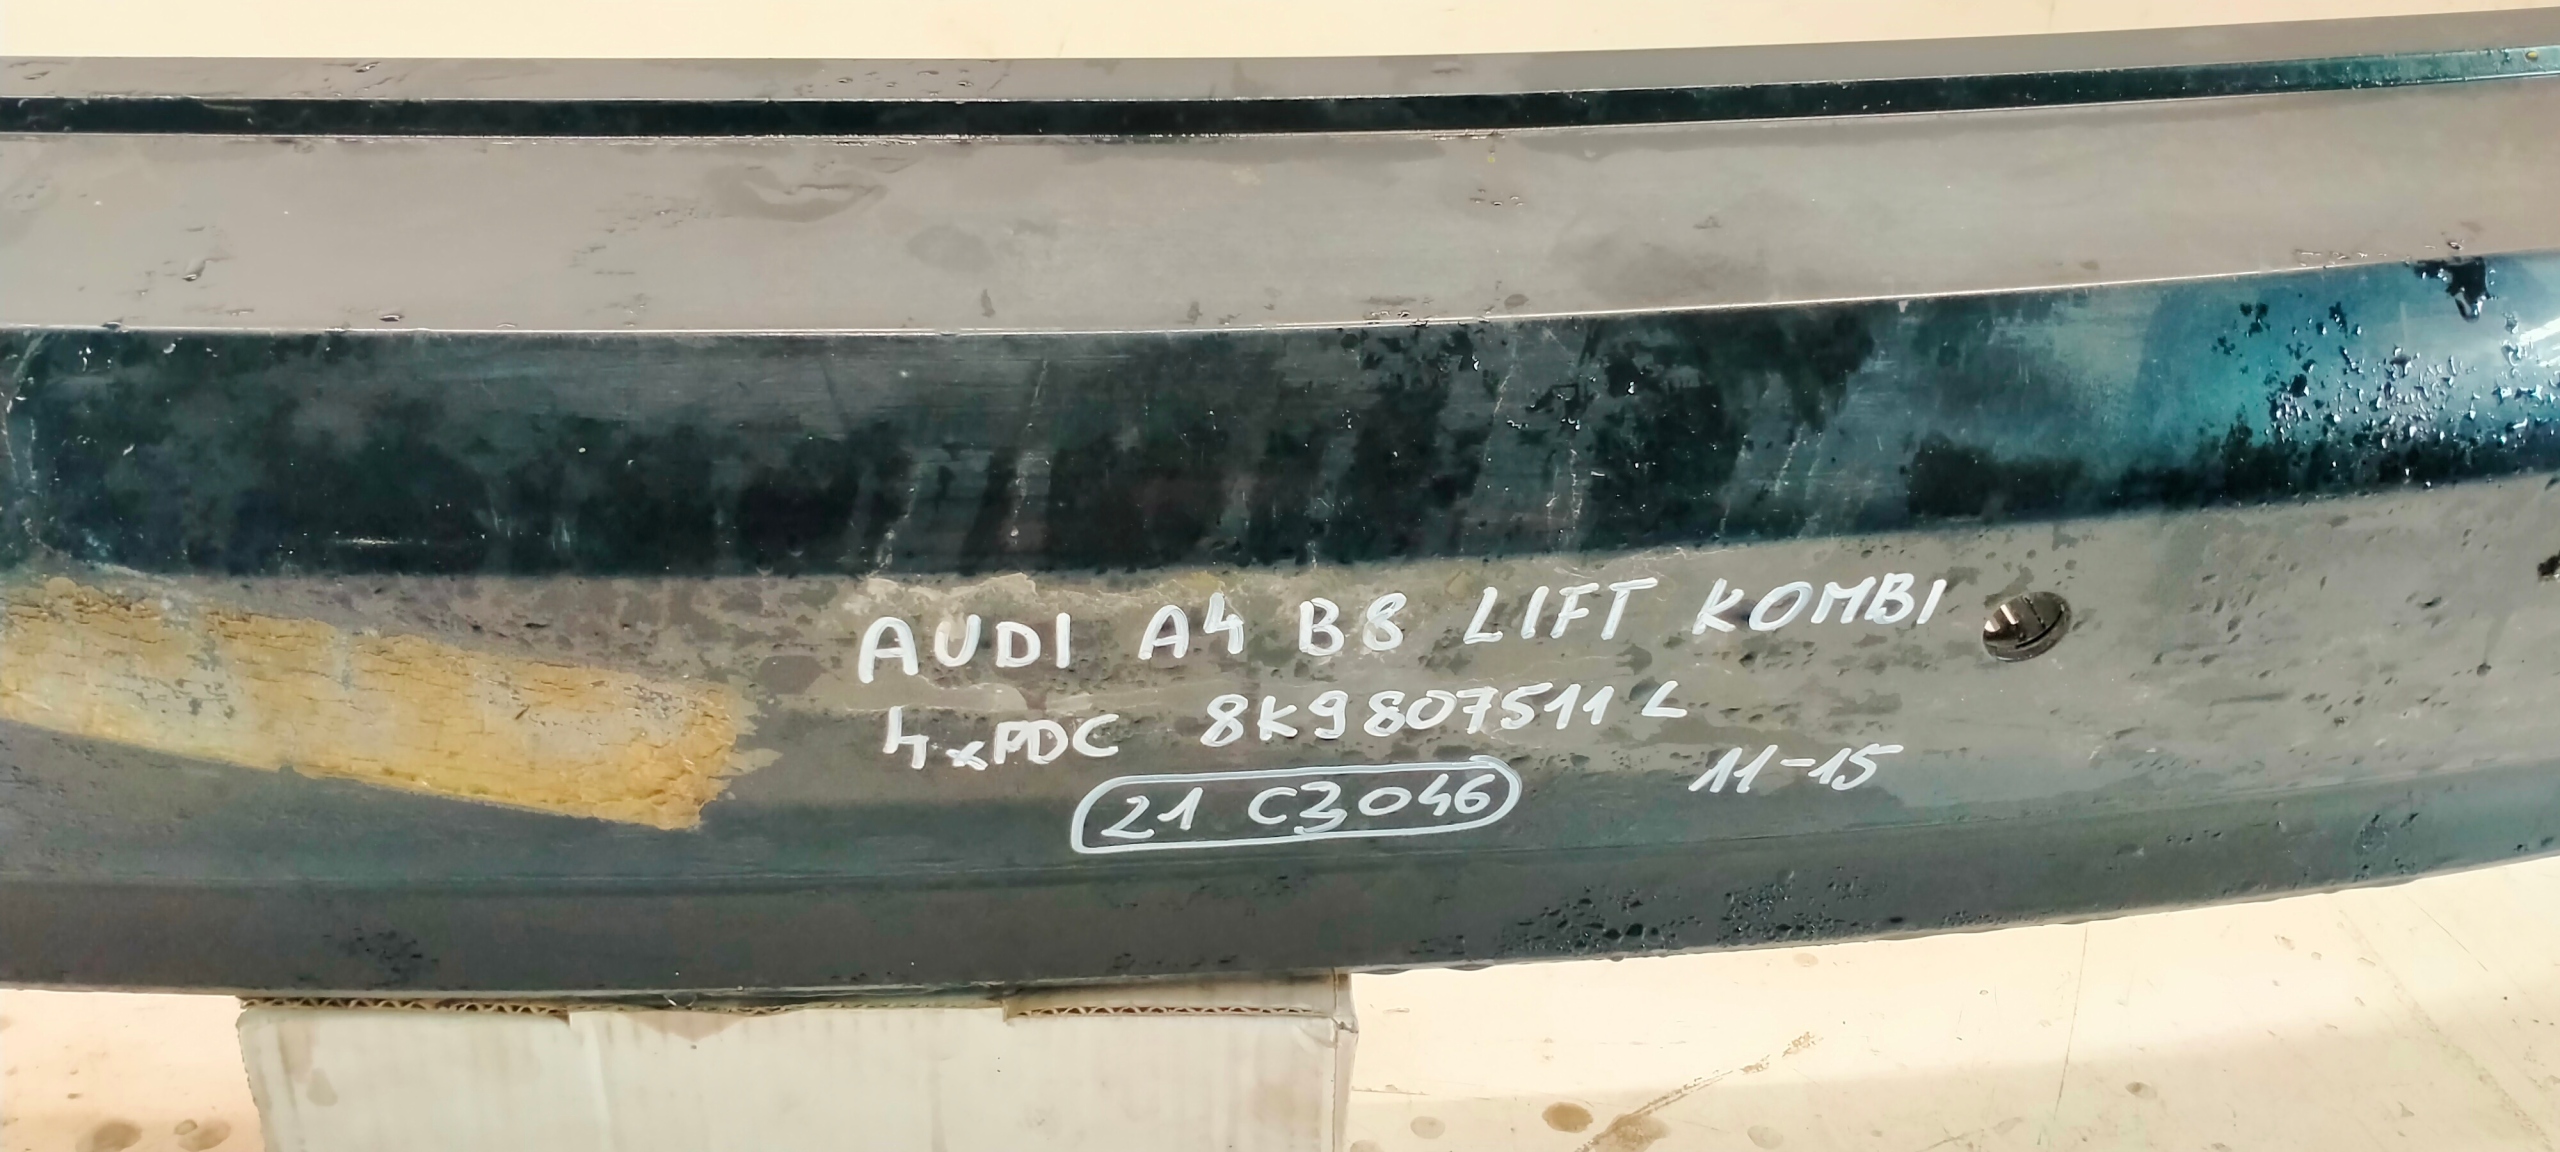 AUDI A4 B8 LIFT KOMBI
4xPDC 8K9807511L
11-15
21 C3046